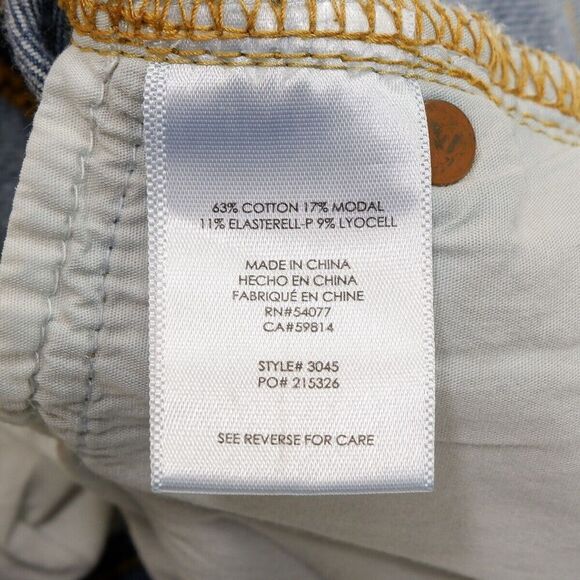 63% COTTON 17% MODAL
11% ELASTERELL-P 9% LYOCELL
MADE IN CHINA
HECHO EN CHINA
FABRIQUÉ EN CHINE
RN#54077
CA#59814
STYLE# 3045
PO# 215326
SEE REVERSE FOR CARE